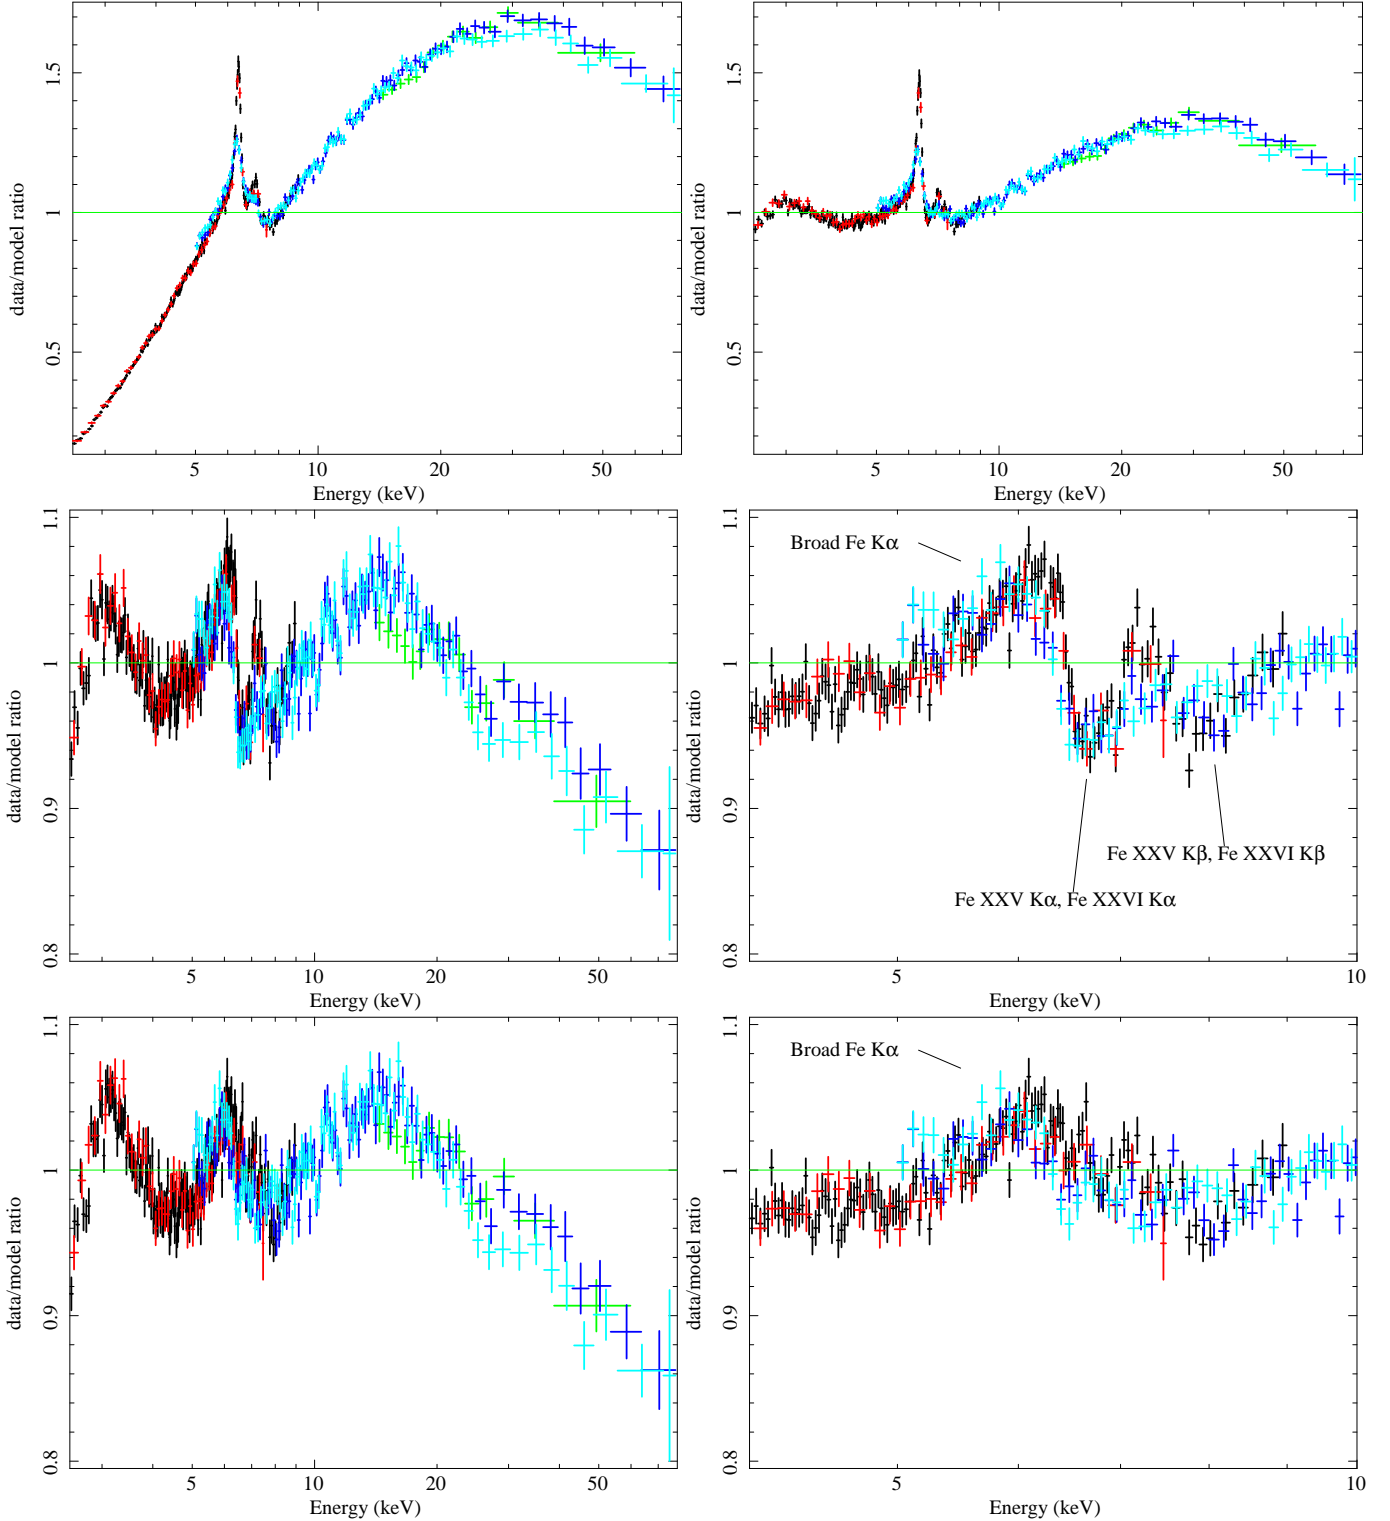 data/model ratio
0.5
1
1.5
5
10
20
50
Energy (keV)
data/model ratio
0.5
1
1.5
5
10
20
50
Energy (keV)
data/model ratio
0.8
0.9
1
1.1
5
10
20
50
Energy (keV)
data/model ratio
0.8
0.9
1
1.1
Broad Fe Kα
Fe XXV Kβ, Fe XXVI Kβ
Fe XXV Kα, Fe XXVI Kα
5
10
Energy (keV)
data/model ratio
0.8
0.9
1
1.1
5
10
20
50
Energy (keV)
data/model ratio
0.8
0.9
1
1.1
Broad Fe Kα
5
10
Energy (keV)